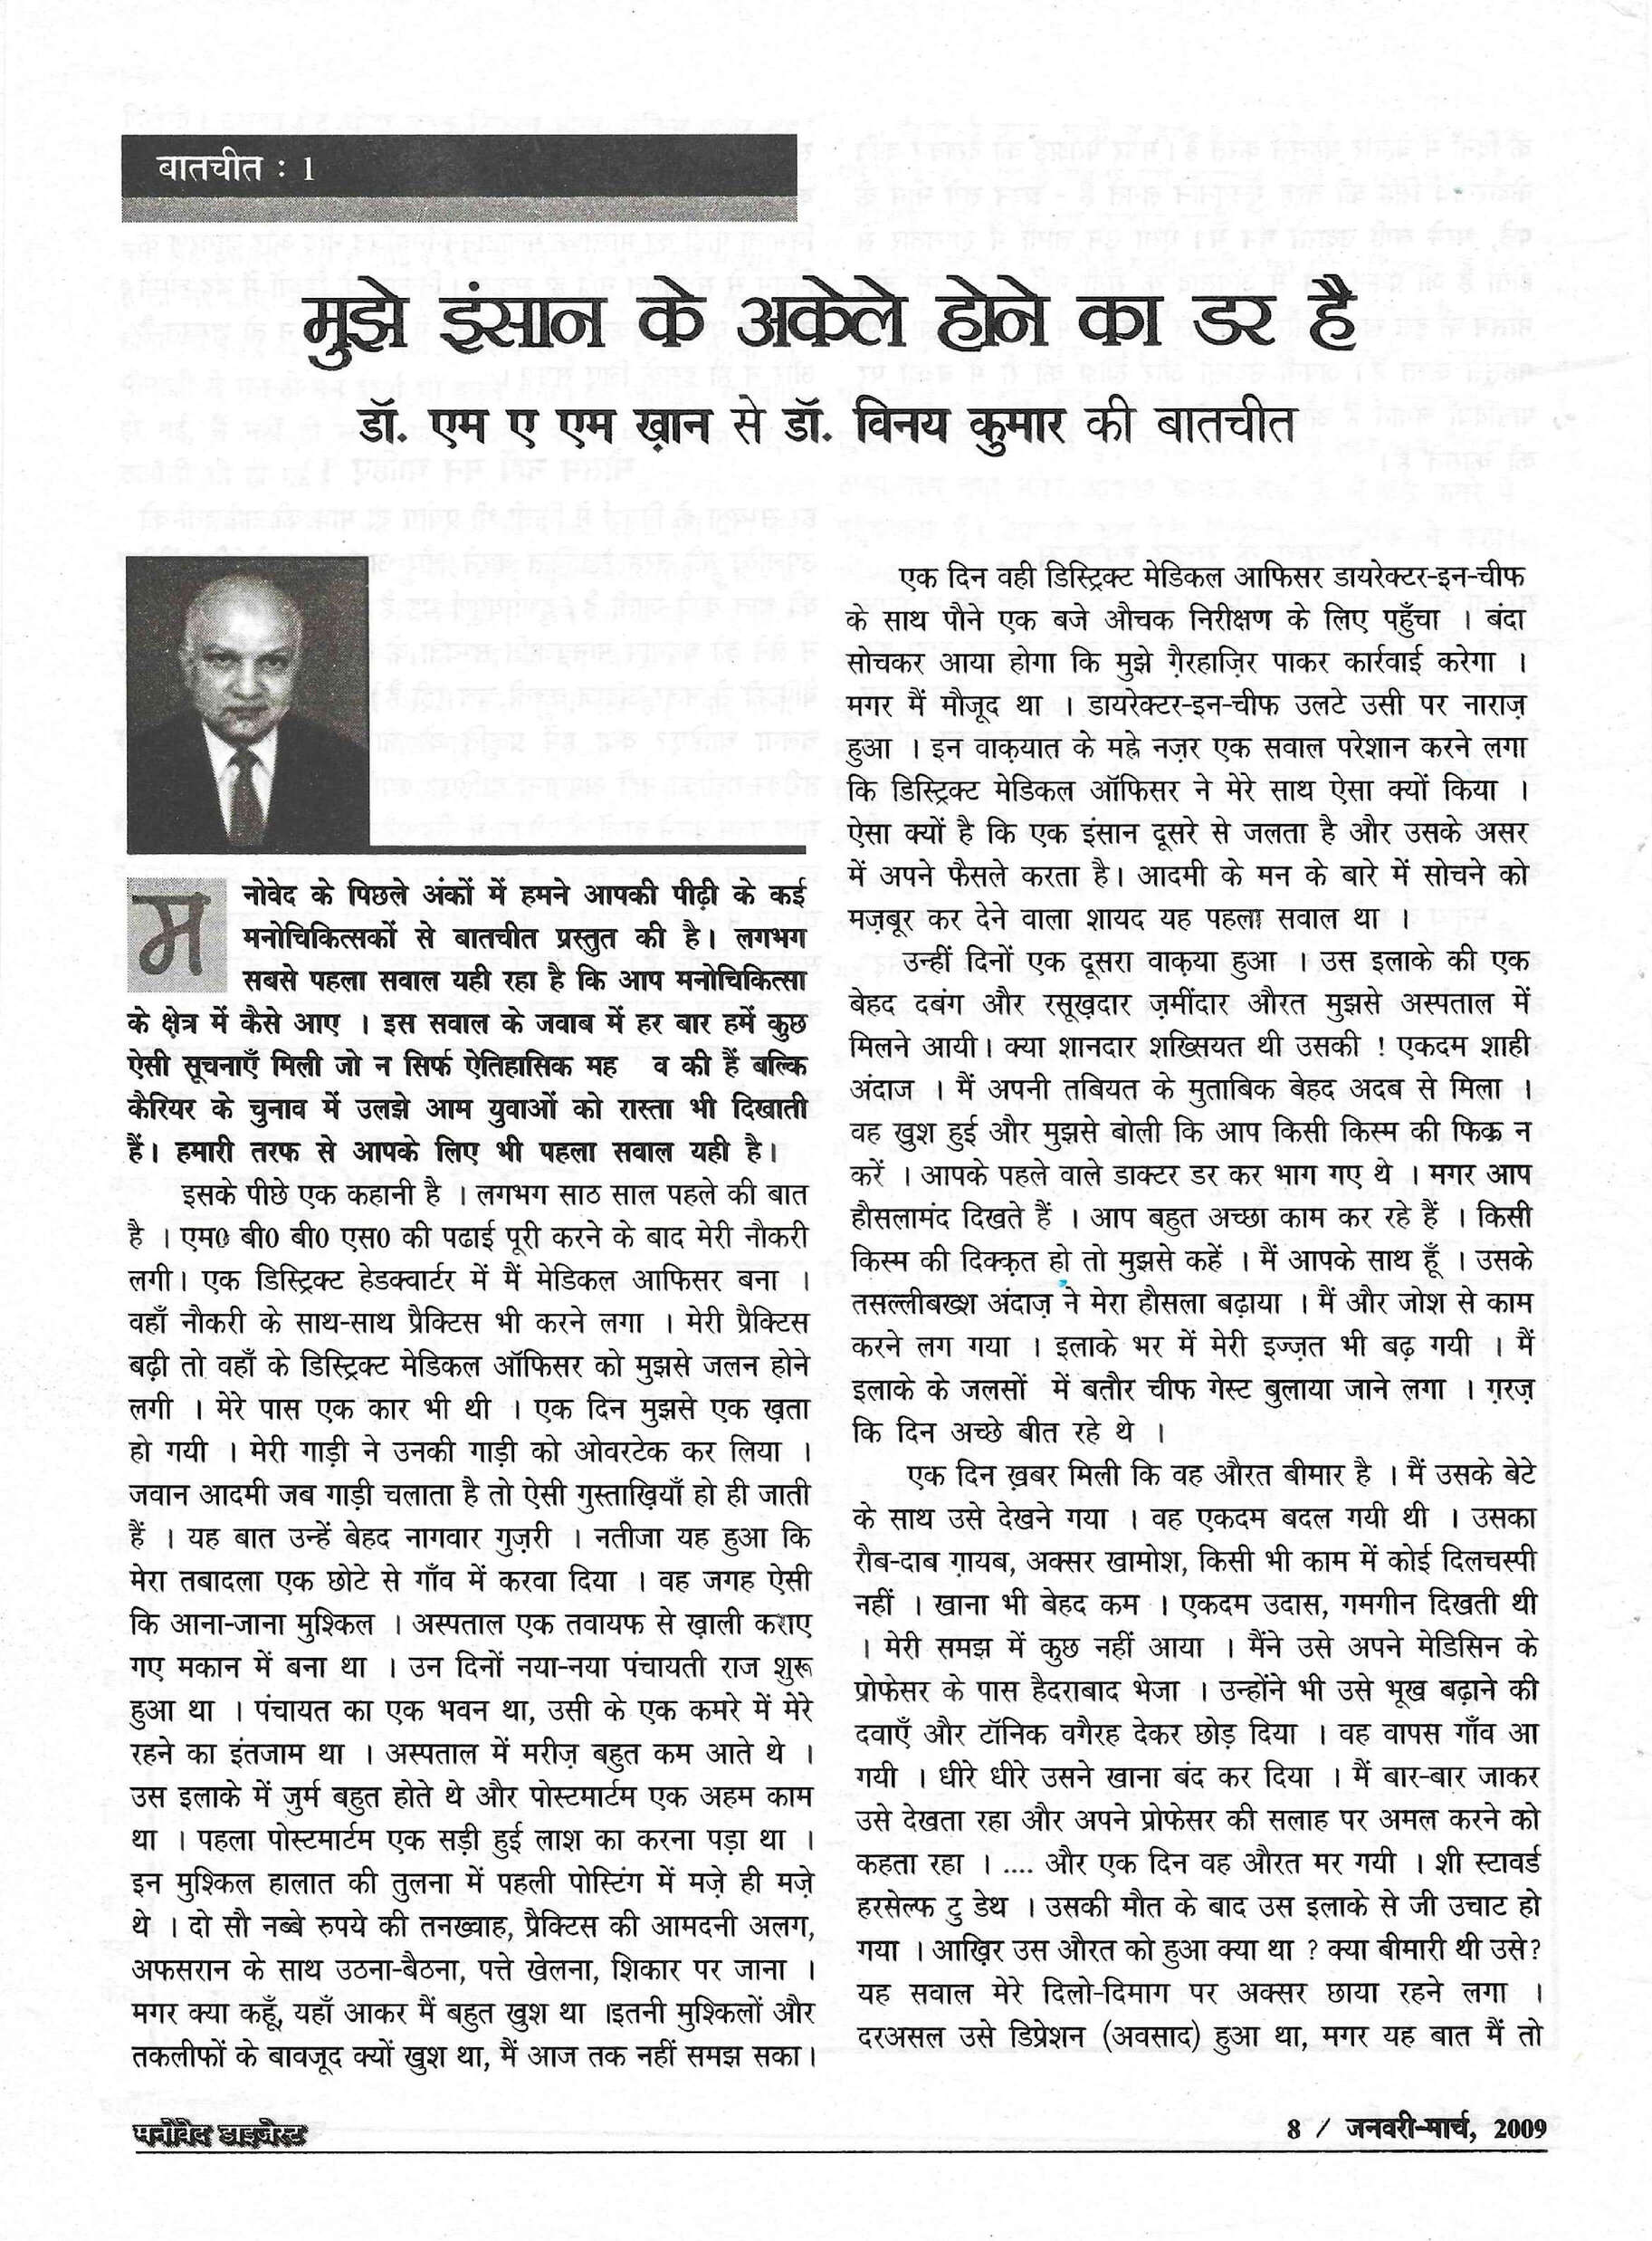 बातचीत : 1
मुझे इंसान के अकेले होने का डर है
डॉ. एम ए एम ख़ान से डॉ. विनय कुमार की बातचीत
मनोवेद के पिछले अंकों में हमने आपकी पीढ़ी के कई
मनोचिकित्सकों से बातचीत प्रस्तुत की है। लगभग
सबसे पहला सवाल यही रहा है कि आप मनोचिकित्सा
के क्षेत्र में कैसे आए । इस सवाल के जवाब में हर बार हमें कुछ
ऐसी सूचनाएँ मिली जो न सिर्फ ऐतिहासिक मह व की हैं बल्कि
कैरियर के चुनाव में उलझे आम युवाओं को रास्ता भी दिखाती
हैं। हमारी तरफ से आपके लिए भी पहला सवाल यही है।
इसके पीछे एक कहानी है । लगभग साठ साल पहले की बात
है । एम0 बी0 बी0 एस0 की पढाई पूरी करने के बाद मेरी नौकरी
लगी। एक डिस्ट्रिक्ट हेडक्वार्टर में मैं मेडिकल आफिसर बना ।
वहाँ नौकरी के साथ-साथ प्रैक्टिस भी करने लगा । मेरी प्रैक्टिस
बढ़ी तो वहाँ के डिस्ट्रिक्ट मेडिकल ऑफिसर को मुझसे जलन होने
लगी । मेरे पास एक कार भी थी । एक दिन मुझसे एक ख़ता
हो गयी । मेरी गाड़ी ने उनकी गाड़ी को ओवरटेक कर लिया ।
जवान आदमी जब गाड़ी चलाता है तो ऐसी गुस्ताख़ियाँ हो ही जाती
हैं । यह बात उन्हें बेहद नागवार गुज़री । नतीजा यह हुआ कि
मेरा तबादला एक छोटे से गाँव में करवा दिया । वह जगह ऐसी
कि आना-जाना मुश्किल । अस्पताल एक तवायफ से ख़ाली कराए
गए मकान में बना था । उन दिनों नया-नया पंचायती राज शुरू
हुआ था । पंचायत का एक भवन था, उसी के एक कमरे में मेरे
रहने का इंतजाम था । अस्पताल में मरीज़ बहुत कम आते थे ।
उस इलाके में जुर्म बहुत होते थे और पोस्टमार्टम एक अहम काम
था । पहला पोस्टमार्टम एक सड़ी हुई लाश का करना पड़ा था ।
इन मुश्किल हालात की तुलना में पहली पोस्टिंग में मज़े ही मज़े
थे । दो सौ नब्बे रुपये की तनख्वाह, प्रैक्टिस की आमदनी अलग,
अफसरान के साथ उठना-बैठना, पत्ते खेलना, शिकार पर जाना ।
मगर क्या कहूँ, यहाँ आकर मैं बहुत खुश था ।इतनी मुश्किलों और
तकलीफों के बावजूद क्यों खुश था, मैं आज तक नहीं समझ सका।
एक दिन वही डिस्ट्रिक्ट मेडिकल आफिसर डायरेक्टर-इन-चीफ
के साथ पौने एक बजे औचक निरीक्षण के लिए पहुँचा । बंदा
सोचकर आया होगा कि मुझे ग़ैरहाज़िर पाकर कार्रवाई करेगा ।
मगर मैं मौजूद था । डायरेक्टर-इन-चीफ उलटे उसी पर नाराज़
हुआ । इन वाक़यात के मद्दे नज़र एक सवाल परेशान करने लगा
कि डिस्ट्रिक्ट मेडिकल ऑफिसर ने मेरे साथ ऐसा क्यों किया ।
ऐसा क्यों है कि एक इंसान दूसरे से जलता है और उसके असर
में अपने फैसले करता है। आदमी के मन के बारे में सोचने को
मज़बूर कर देने वाला शायद यह पहला सवाल था ।
उन्हीं दिनों एक दूसरा वाक़या हुआ । उस इलाके की एक
बेहद दबंग और रसूख़दार ज़मींदार औरत मुझसे अस्पताल में
मिलने आयी। क्या शानदार शख्सियत थी उसकी ! एकदम शाही
अंदाज । मैं अपनी तबियत के मुताबिक बेहद अदब से मिला ।
वह खुश हुई और मुझसे बोली कि आप किसी किस्म की फिक्र न
करें । आपके पहले वाले डाक्टर डर कर भाग गए थे । मगर आप
हौसलामंद दिखते हैं । आप बहुत अच्छा काम कर रहे हैं । किसी
किस्म की दिक्क़त हो तो मुझसे कहें । मैं आपके साथ हूँ । उसके
तसल्लीबख्श अंदाज़ ने मेरा हौसला बढ़ाया । मैं और जोश से काम
करने लग गया । इलाके भर में मेरी इज्ज़त भी बढ़ गयी । मैं
इलाके के जलसों में बतौर चीफ गेस्ट बुलाया जाने लगा । ग़रज़
कि दिन अच्छे बीत रहे थे ।
एक दिन ख़बर मिली कि वह औरत बीमार है । मैं उसके बेटे
के साथ उसे देखने गया । वह एकदम बदल गयी थी । उसका
रौब-दाब ग़ायब, अक्सर खामोश, किसी भी काम में कोई दिलचस्पी
नहीं । खाना भी बेहद कम । एकदम उदास, गमगीन दिखती थी
। मेरी समझ में कुछ नहीं आया । मैंने उसे अपने मेडिसिन के
प्रोफेसर के पास हैदराबाद भेजा । उन्होंने भी उसे भूख बढ़ाने की
दवाएँ और टॉनिक वगैरह देकर छोड़ दिया । वह वापस गाँव आ
गयी । धीरे धीरे उसने खाना बंद कर दिया । मैं बार-बार जाकर
उसे देखता रहा और अपने प्रोफेसर की सलाह पर अमल करने को
कहता रहा । .... और एक दिन वह औरत मर गयी । शी स्टावर्ड
हरसेल्फ टु डेथ । उसकी मौत के बाद उस इलाके से जी उचाट हो
गया । आख़िर उस औरत को हुआ क्या था ? क्या बीमारी थी उसे?
यह सवाल मेरे दिलो-दिमाग पर अक्सर छाया रहने लगा ।
दरअसल उसे डिप्रेशन (अवसाद) हुआ था, मगर यह बात मैं तो
मनोवेद डाइजेस्ट
8 / जनवरी-मार्च, 2009